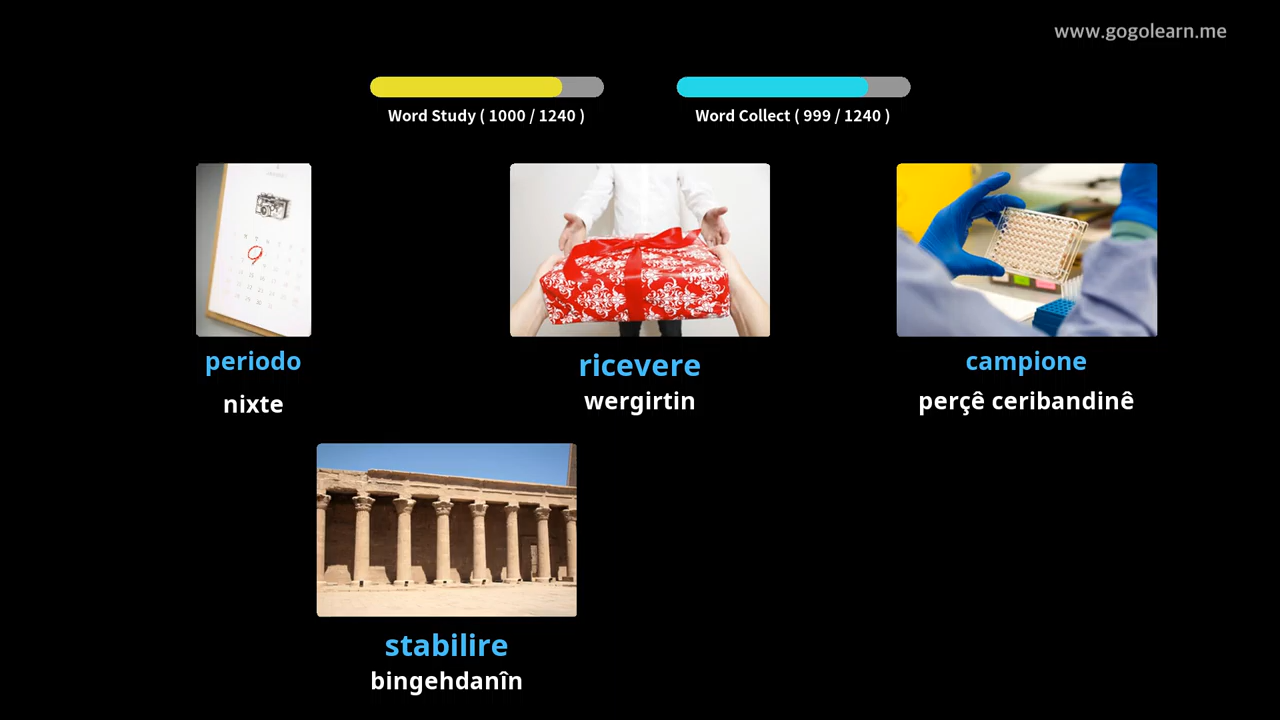 www.gogolearn.me
Word Study ( 1000 / 1240 )
Word Collect ( 999 / 1240 )
periodo
nixte
ricevere
wergirtin
campione
perçê ceribandinê
stabilire
bingehdanîn